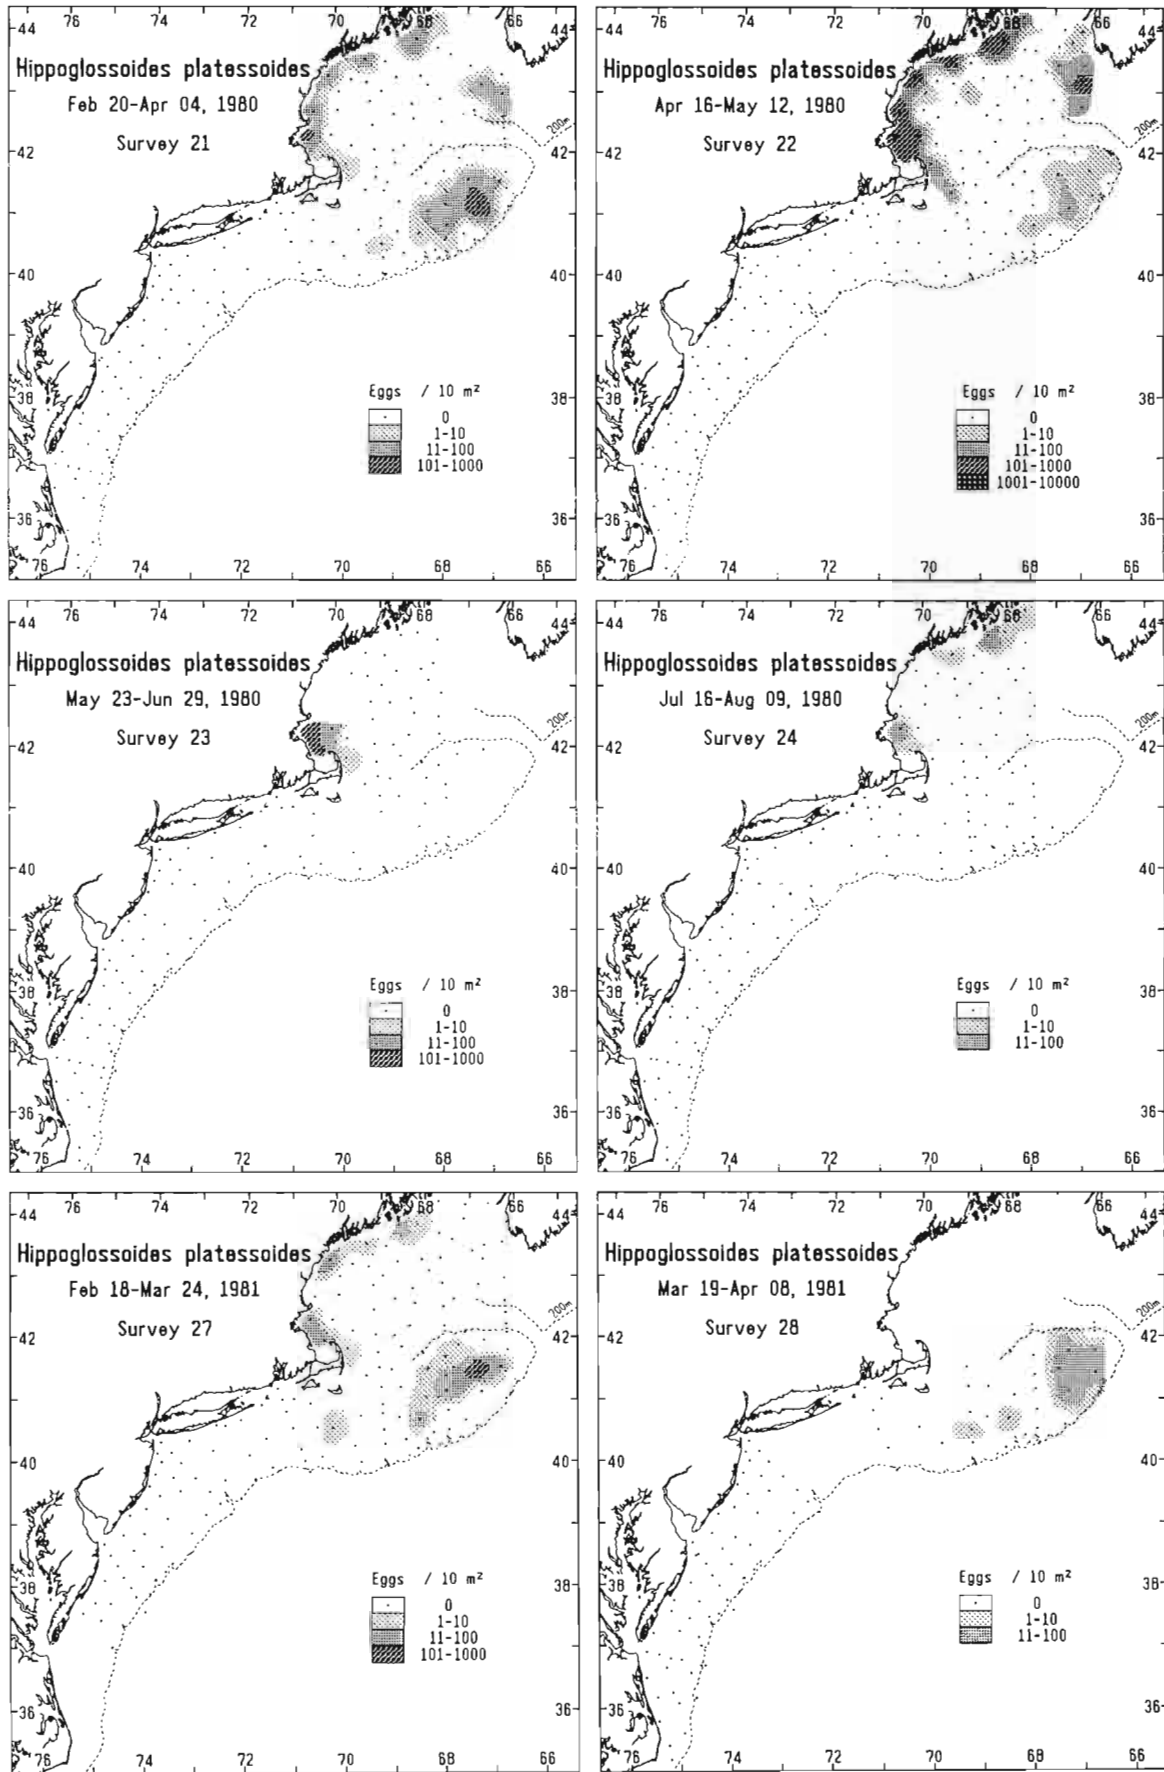 76 74 72 70 68 66
44
Hippoglossoides platessoides
Feb 20-Apr 04, 1980
Survey 21
200m
42
40
38 38
36 36
Eggs / 10 m²
0
1-10
11-100
101-1000
76 74 72 70 68 66
76 74 72 70 68 66
44
Hippoglossoides platessoides
Apr 16-May 12, 1980
Survey 22
200m
42 42
40 40
38 38
36 36
Eggs / 10 m²
0
1-10
11-100
101-1000
1001-10000
76 74 72 70 68 66
76 74 72 70 68 66
44
Hippoglossoides platessoides
May 23-Jun 29, 1980
Survey 23
200m
42 42
40 40
38 38
36 36
Eggs / 10 m²
0
1-10
11-100
101-1000
76 74 72 70 68 66
76 74 72 70 68 66
44
Hippoglossoides platessoides
Jul 16-Aug 09, 1980
Survey 24
200m
42 42
40 40
38 38
36 36
Eggs / 10 m²
0
1-10
11-100
76 74 72 70 68 66
76 74 72 70 68 66
44 44
Hippoglossoides platessoides
Feb 18-Mar 24, 1981
Survey 27
200m
42 42
40 40
38 38
36 36
Eggs / 10 m²
0
1-10
11-100
101-1000
76 74 72 70 68 66
76 74 72 70 68 66
44 44
Hippoglossoides platessoides
Mar 19-Apr 08, 1981
Survey 28
200m
42 42
40 40
38 38
36 36
Eggs / 10 m²
0
1-10
11-100
76 74 72 70 68 66